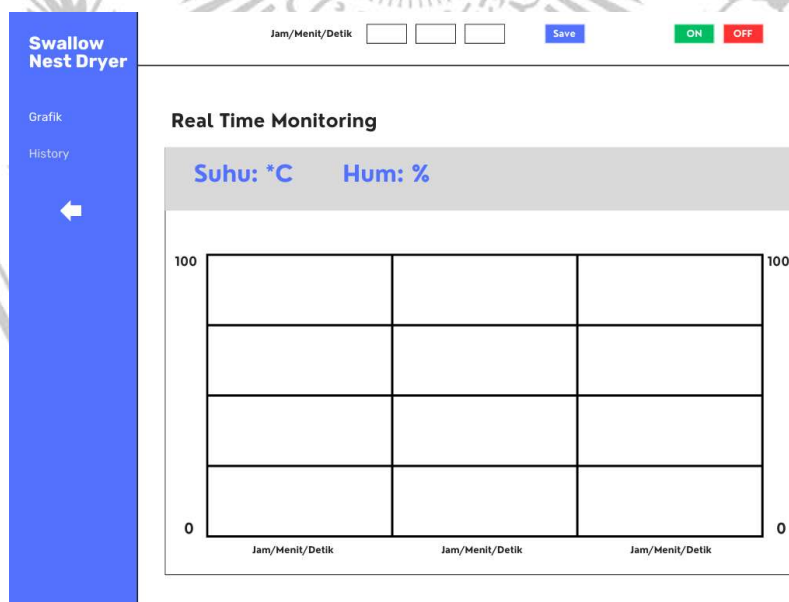 Swallow
Nest Dryer
Grafik
History
Jam/Menit/Detik
Save
ON
OFF
Real Time Monitoring
Suhu: *C Hum: %
100
100
0
0
Jam/Menit/Detik Jam/Menit/Detik Jam/Menit/Detik